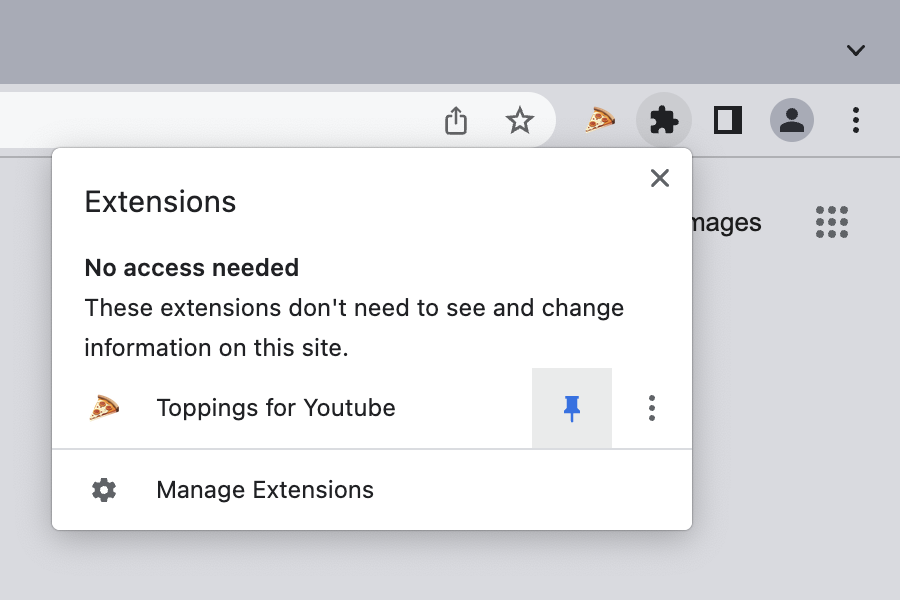 Extensions
mages
No access needed
These extensions don't need to see and change
information on this site.
Toppings for Youtube
Manage Extensions